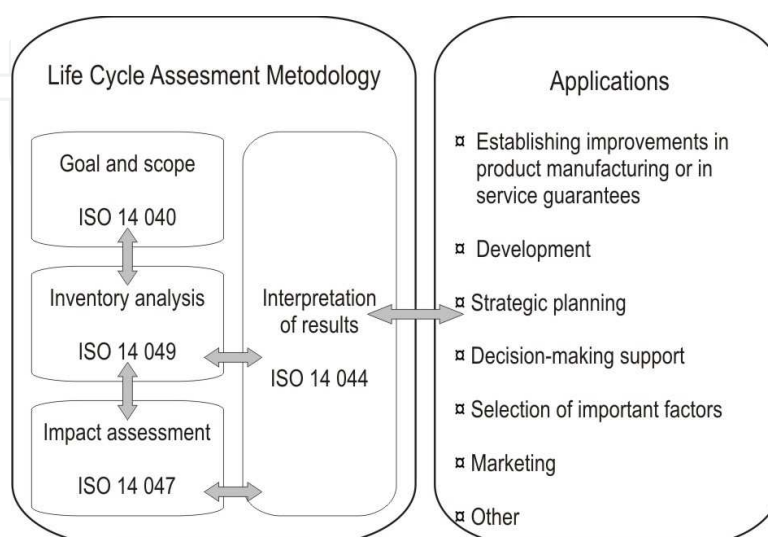 Life Cycle Assesment Metodology
Goal and scope
ISO 14 040
Inventory analysis
ISO 14 049
Impact assessment
ISO 14 047
Interpretation
of results
ISO 14 044
Applications
¤ Establishing improvements in
product manufacturing or in
service guarantees
¤ Development
¤ Strategic planning
¤ Decision-making support
¤ Selection of important factors
¤ Marketing
¤ Other